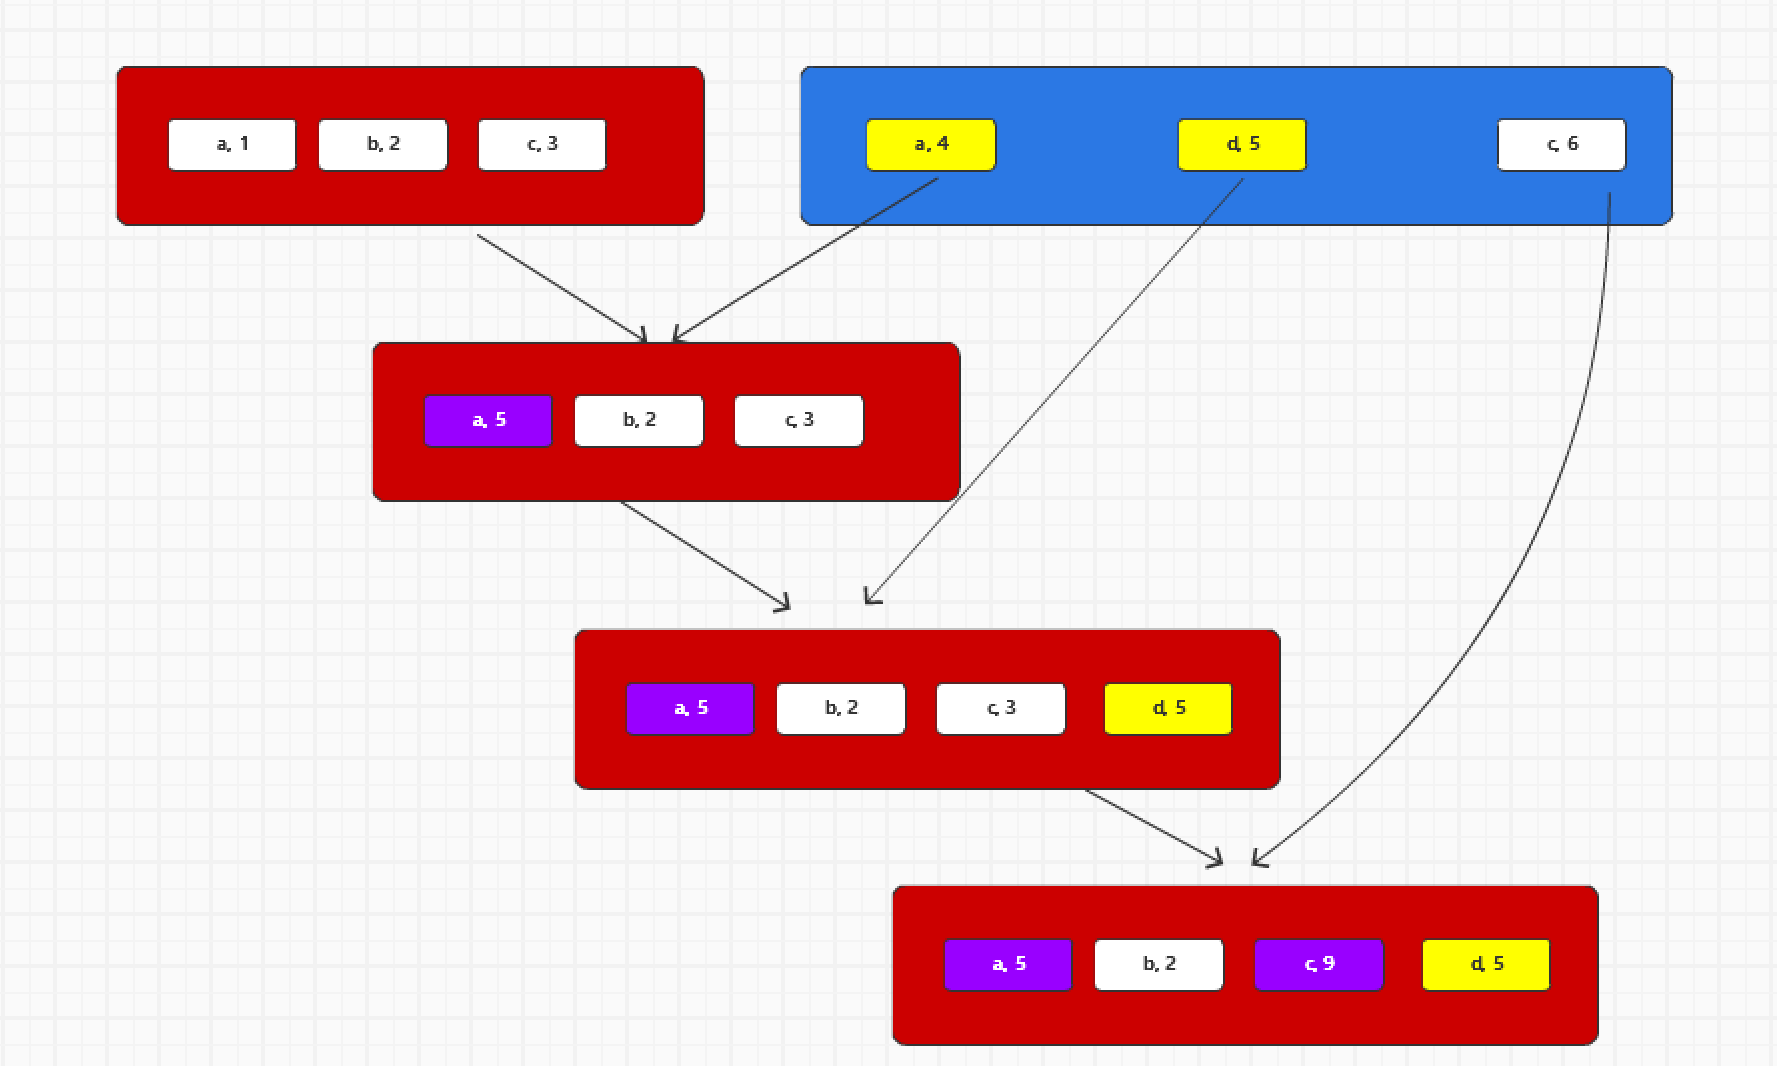 a, 1
b, 2
c, 3
a, 4
d, 5
c, 6
a, 5
b, 2
c, 3
a, 5
b, 2
c, 3
d, 5
a, 5
b, 2
c, 9
d, 5